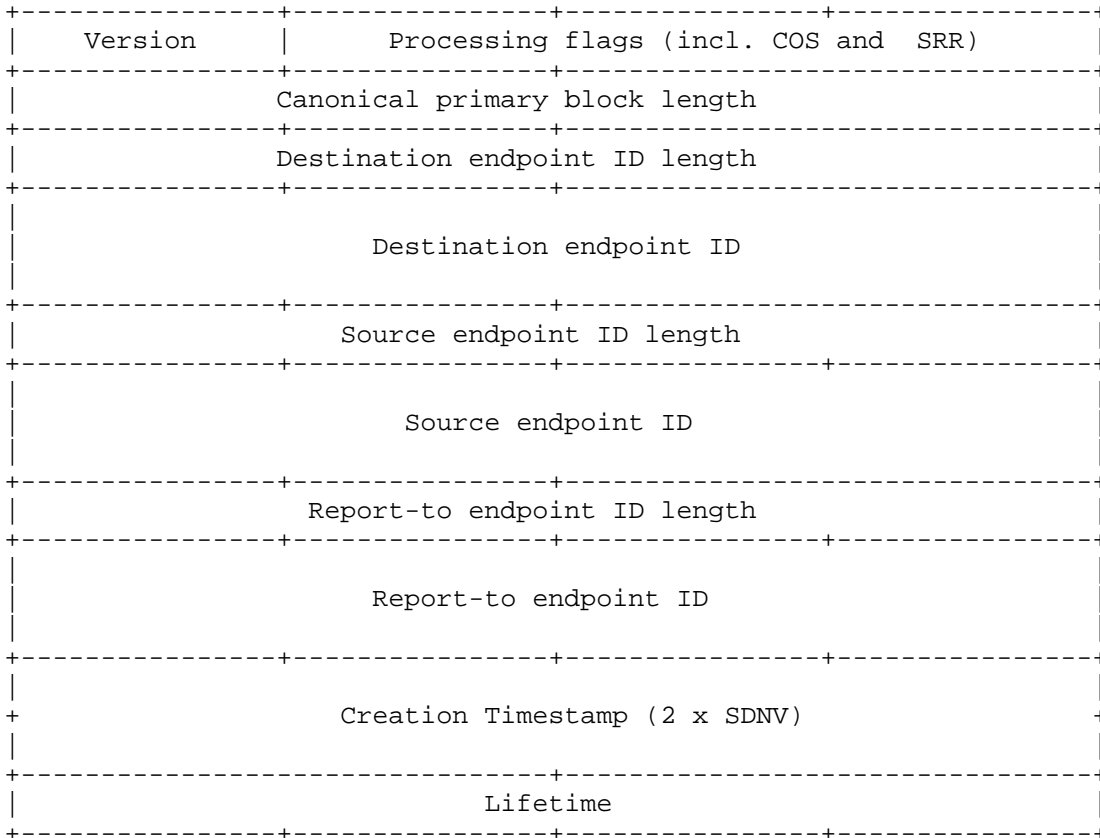 Version | Processing flags (incl. COS and  SRR)
Canonical primary block length
Destination endpoint ID length
Destination endpoint ID
Source endpoint ID length
Source endpoint ID
Report-to endpoint ID length
Report-to endpoint ID
Creation Timestamp (2 x SDNV)
Lifetime